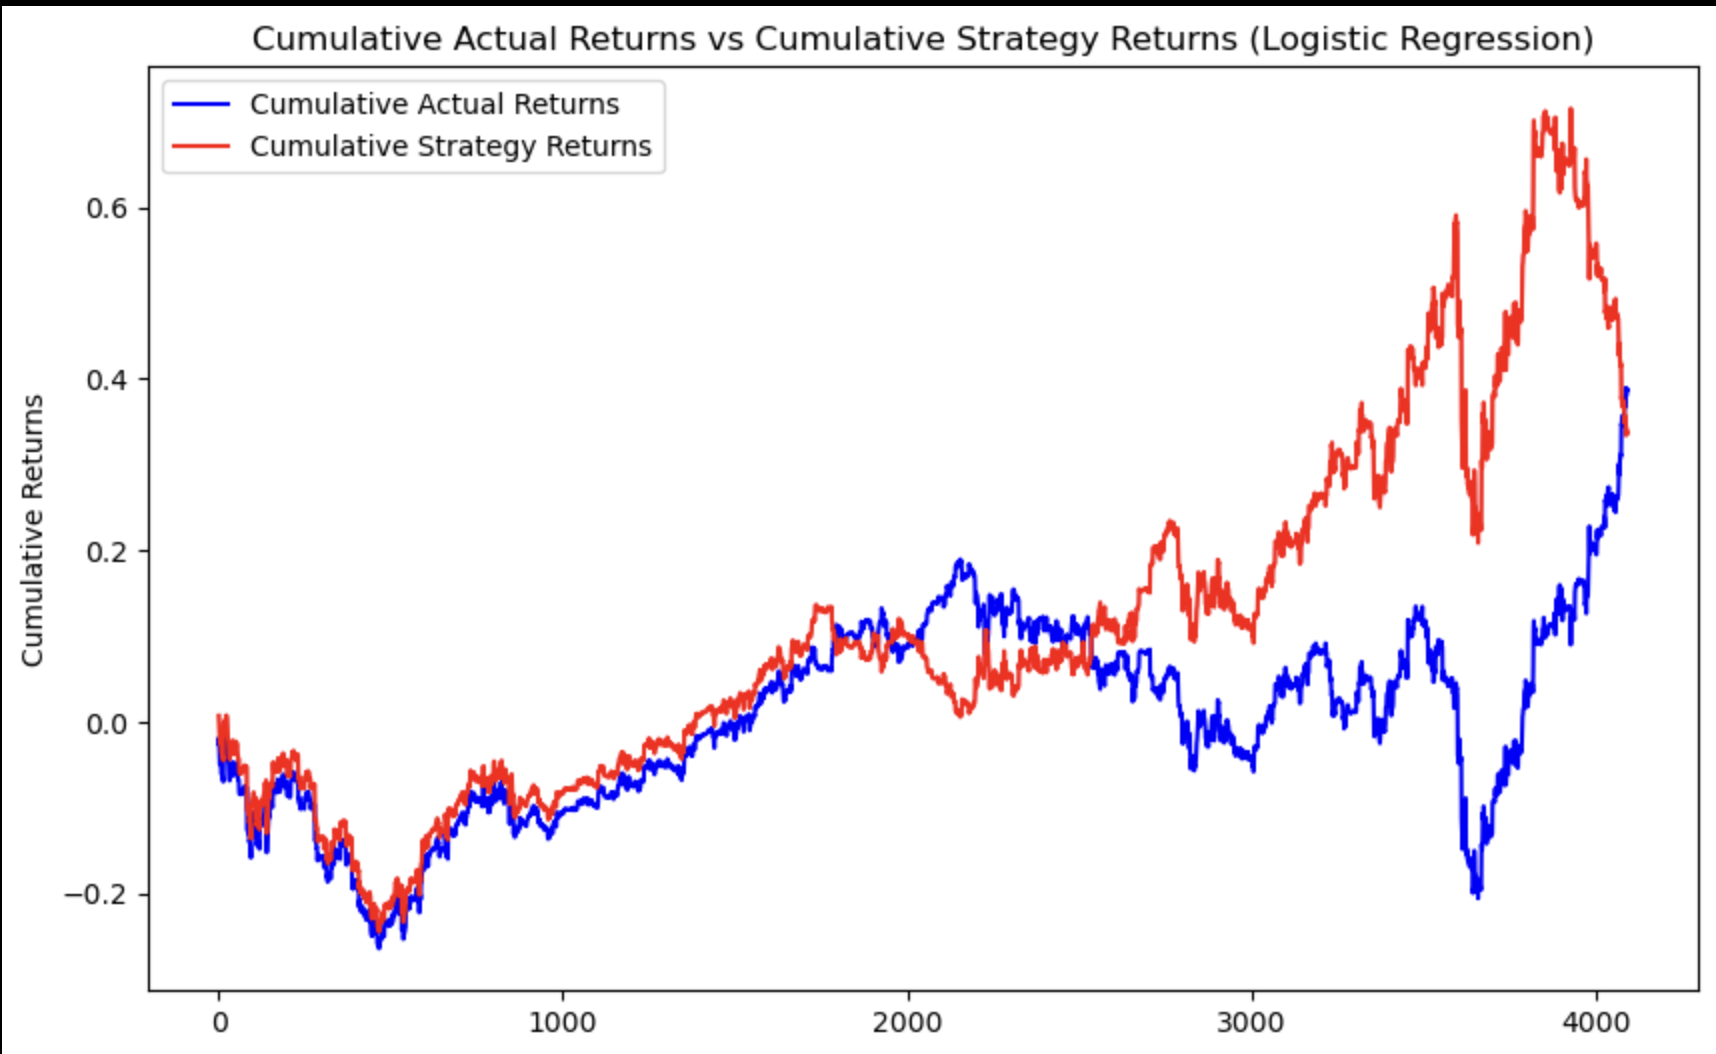 Cumulative Actual Returns vs Cumulative Strategy Returns (Logistic Regression)
Cumulative Actual Returns
Cumulative Strategy Returns
0.6
0.4
0.2
0.0
−0.2
Cumulative Returns
0 1000 2000 3000 4000